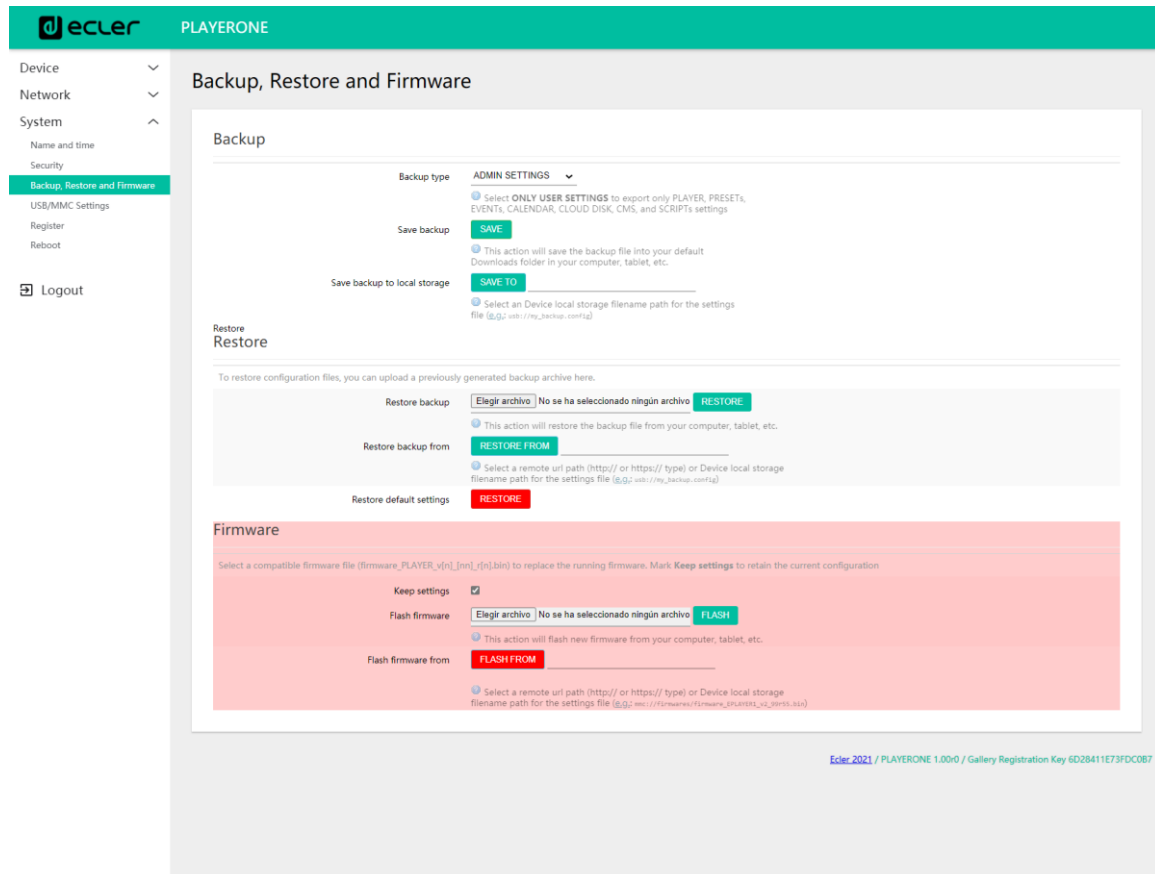 ecler
PLAYERONE
Device
Network
System
Name and time
Security
Backup, Restore and Firmware
USB/MMC Settings
Register
Reboot
Logout
Backup, Restore and Firmware
Backup
Backup type ADMIN SETTINGS
Select ONLY USER SETTINGS to export only PLAYER, PRESETs,
EVENTs, CALENDAR, CLOUD DISK, CMS, and SCRIPTs settings
Save backup SAVE
This action will save the backup file into your default
Downloads folder in your computer, tablet, etc.
Save backup to local storage SAVE TO
Select an Device local storage filename path for the settings
file (e.g.: usb://my_backup.config)
Restore
Restore
To restore configuration files, you can upload a previously generated backup archive here.
Restore backup Elegir archivo No se ha seleccionado ningún archivo RESTORE
This action will restore the backup file from your computer, tablet, etc.
Restore backup from RESTORE FROM
Select a remote url path (http:// or https:// type) or Device local storage
filename path for the settings file (e.g.: usb://my_backup.config)
Restore default settings RESTORE
Firmware
Select a compatible firmware file (firmware_PLAYER_v[n]_[nn]_r[n].bin) to replace the running firmware. Mark Keep settings to retain the current configuration
Keep settings
Flash firmware Elegir archivo No se ha seleccionado ningún archivo FLASH
This action will flash new firmware from your computer, tablet, etc.
Flash firmware from FLASH FROM
Select a remote url path (http:// or https:// type) or Device local storage
filename path for the settings file (e.g.: mmc://firmwares/firmware_EPLAYER1_v2_99r55.bin)
Ecler 2021 / PLAYERONE 1.00r0 / Gallery Registration Key 6D28411E73FDC0B7